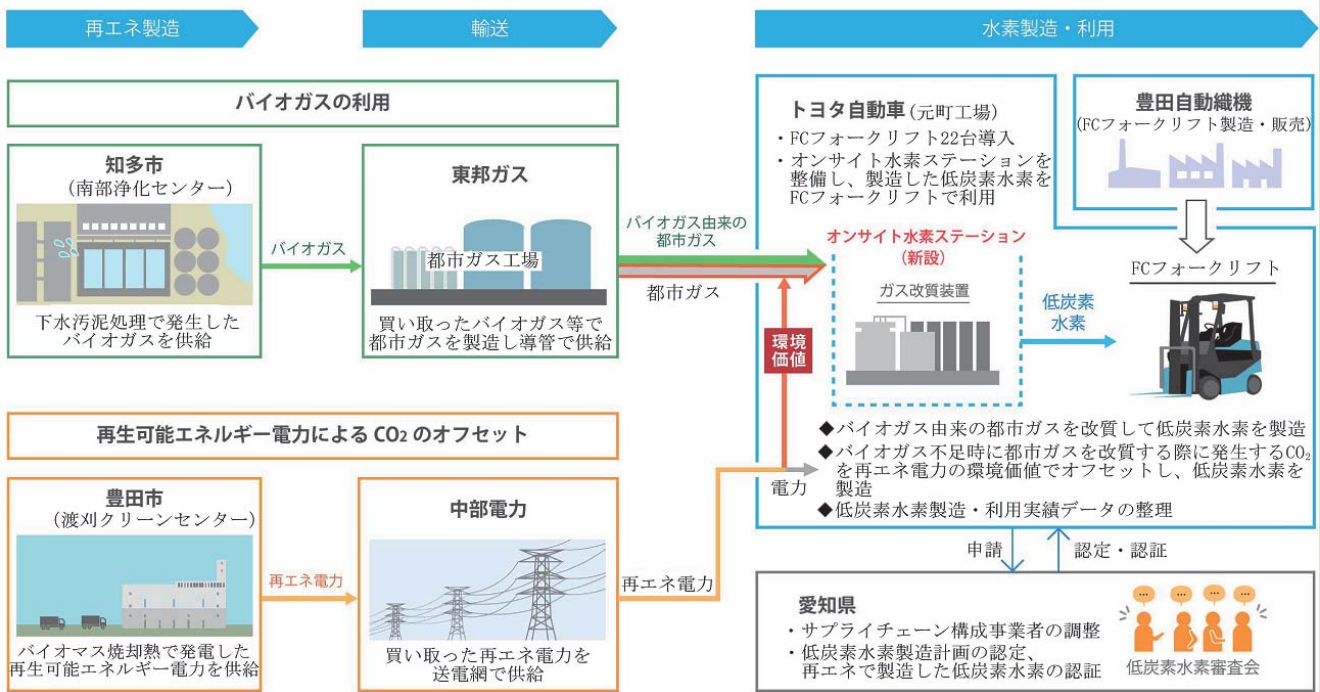 再エネ製造
輸送
水素製造・利用
バイオガスの利用
知多市
(南部浄化センター)
下水汚泥処理で発生した
バイオガスを供給
バイオガス
東邦ガス
都市ガス工場
買い取ったバイオガス等で
都市ガスを製造し導管で供給
バイオガス由来の
都市ガス
都市ガス
環境
価値
再生可能エネルギー電力による CO₂ のオフセット
豊田市
(渡刈クリーンセンター)
バイオマス焼却熱で発電した
再生可能エネルギー電力を供給
再エネ電力
中部電力
買い取った再エネ電力を
送電網で供給
再エネ電力
電力
トヨタ自動車(元町工場)
・FCフォークリフト22台導入
・オンサイト水素ステーションを
整備し、製造した低炭素水素を
FCフォークリフトで利用
オンサイト水素ステーション
(新設)
ガス改質装置
低炭素
水素
豊田自動織機
(FCフォークリフト製造・販売)
FCフォークリフト
◆バイオガス由来の都市ガスを改質して低炭素水素を製造
◆バイオガス不足時に都市ガスを改質する際に発生するCO₂
を再エネ電力の環境価値でオフセットし、低炭素水素を
製造
◆低炭素水素製造・利用実績データの整理
申請
認定・認証
愛知県
・サプライチェーン構成事業者の調整
・低炭素水素製造計画の認定、
再エネで製造した低炭素水素の認証
低炭素水素審査会